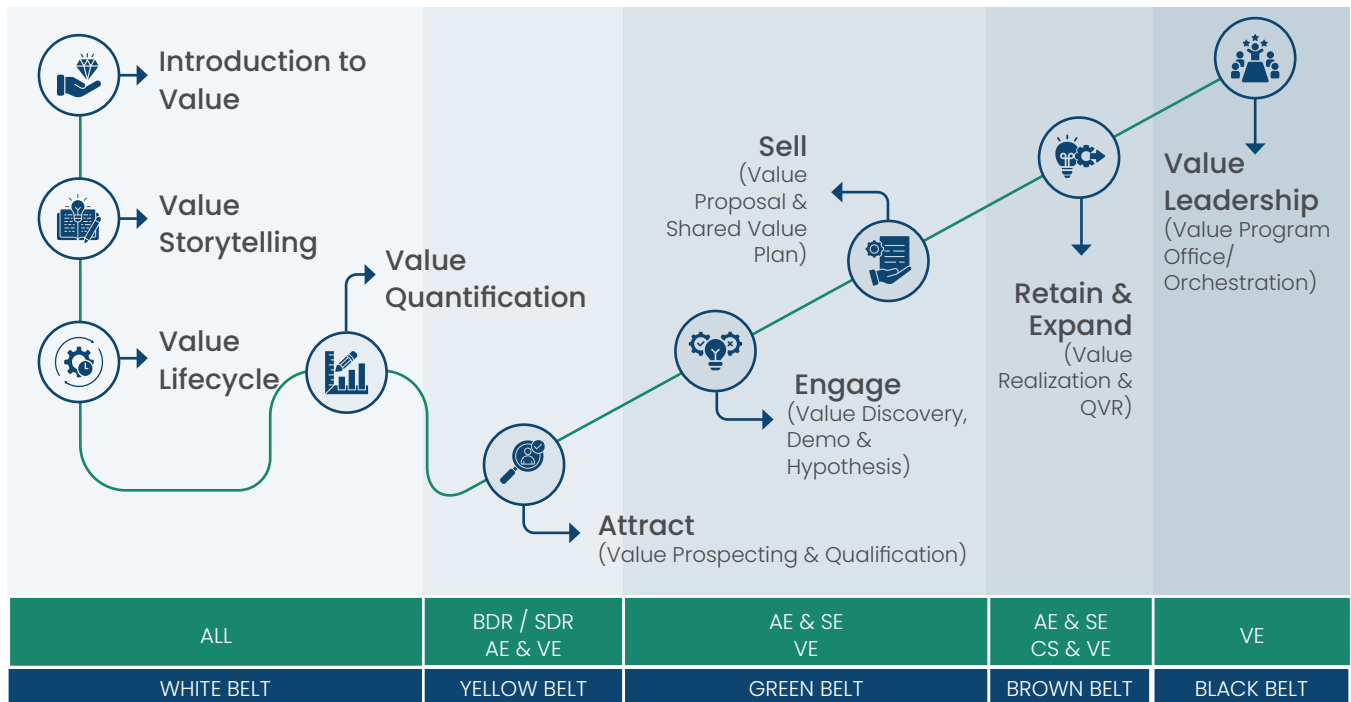 Introduction to
Value
Value
Storytelling
Value
Lifecycle
Value
Quantification
Attract
(Value Prospecting & Qualification)
Engage
(Value Discovery,
Demo &
Hypothesis)
Sell
(Value
Proposal &
Shared Value
Plan)
Retain &
Expand
(Value
Realization &
QVR)
Value
Leadership
(Value Program
Office/
Orchestration)
ALL
BDR / SDR
AE & VE
AE & SE
VE
AE & SE
CS & VE
VE
WHITE BELT
YELLOW BELT
GREEN BELT
BROWN BELT
BLACK BELT